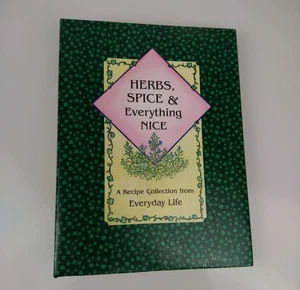 HERBS,
SPICE &
Everything
NICE
A Recipe Collection from
Everyday Life